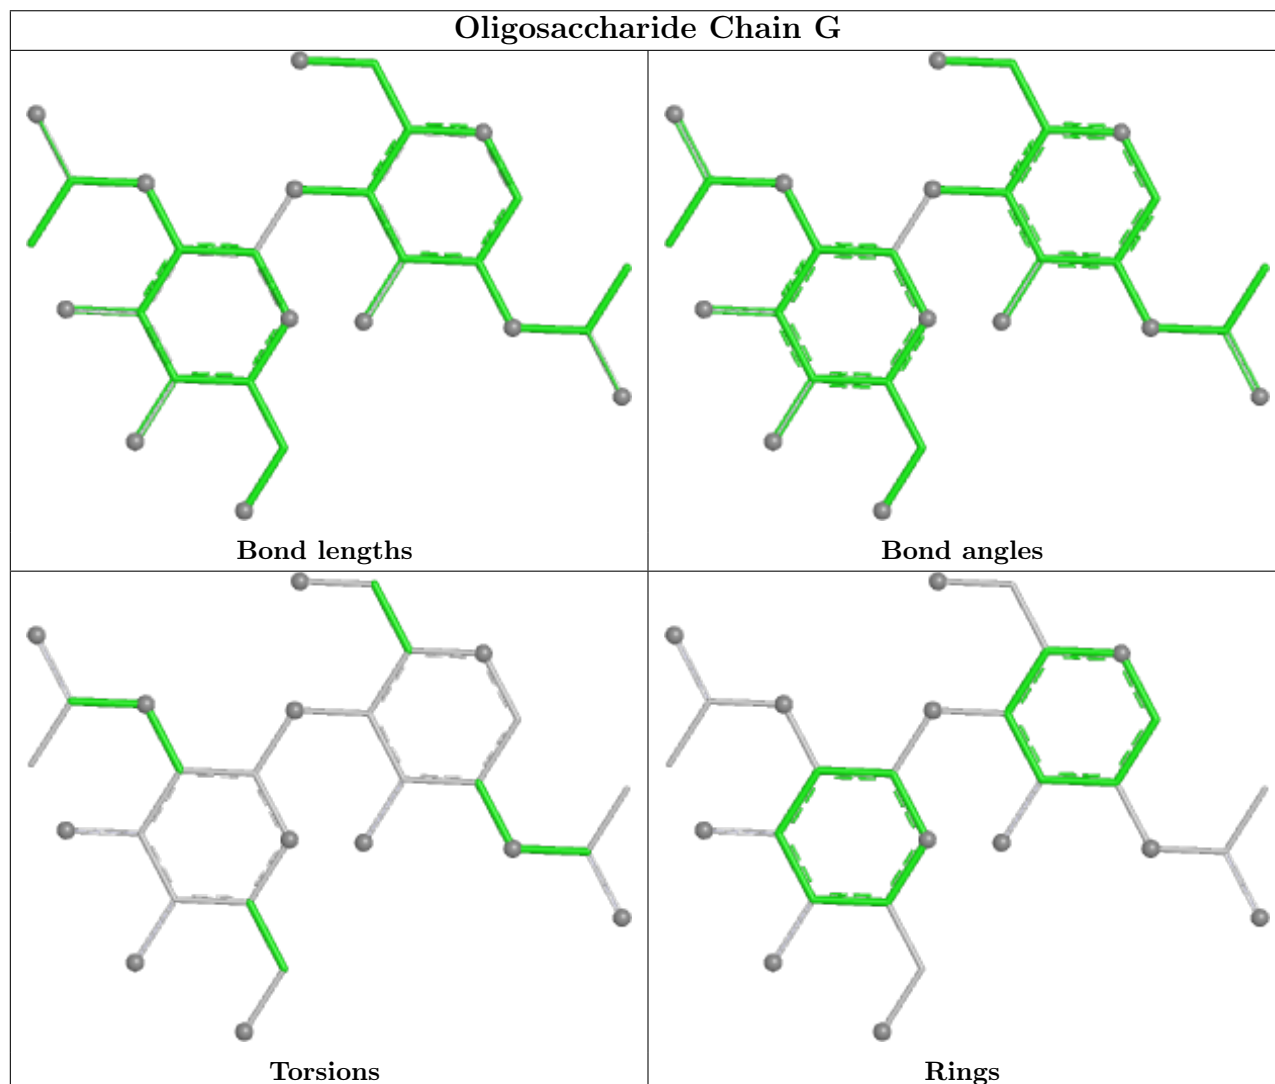 Oligosaccharide Chain G
Bond lengths
Bond angles
Torsions
Rings